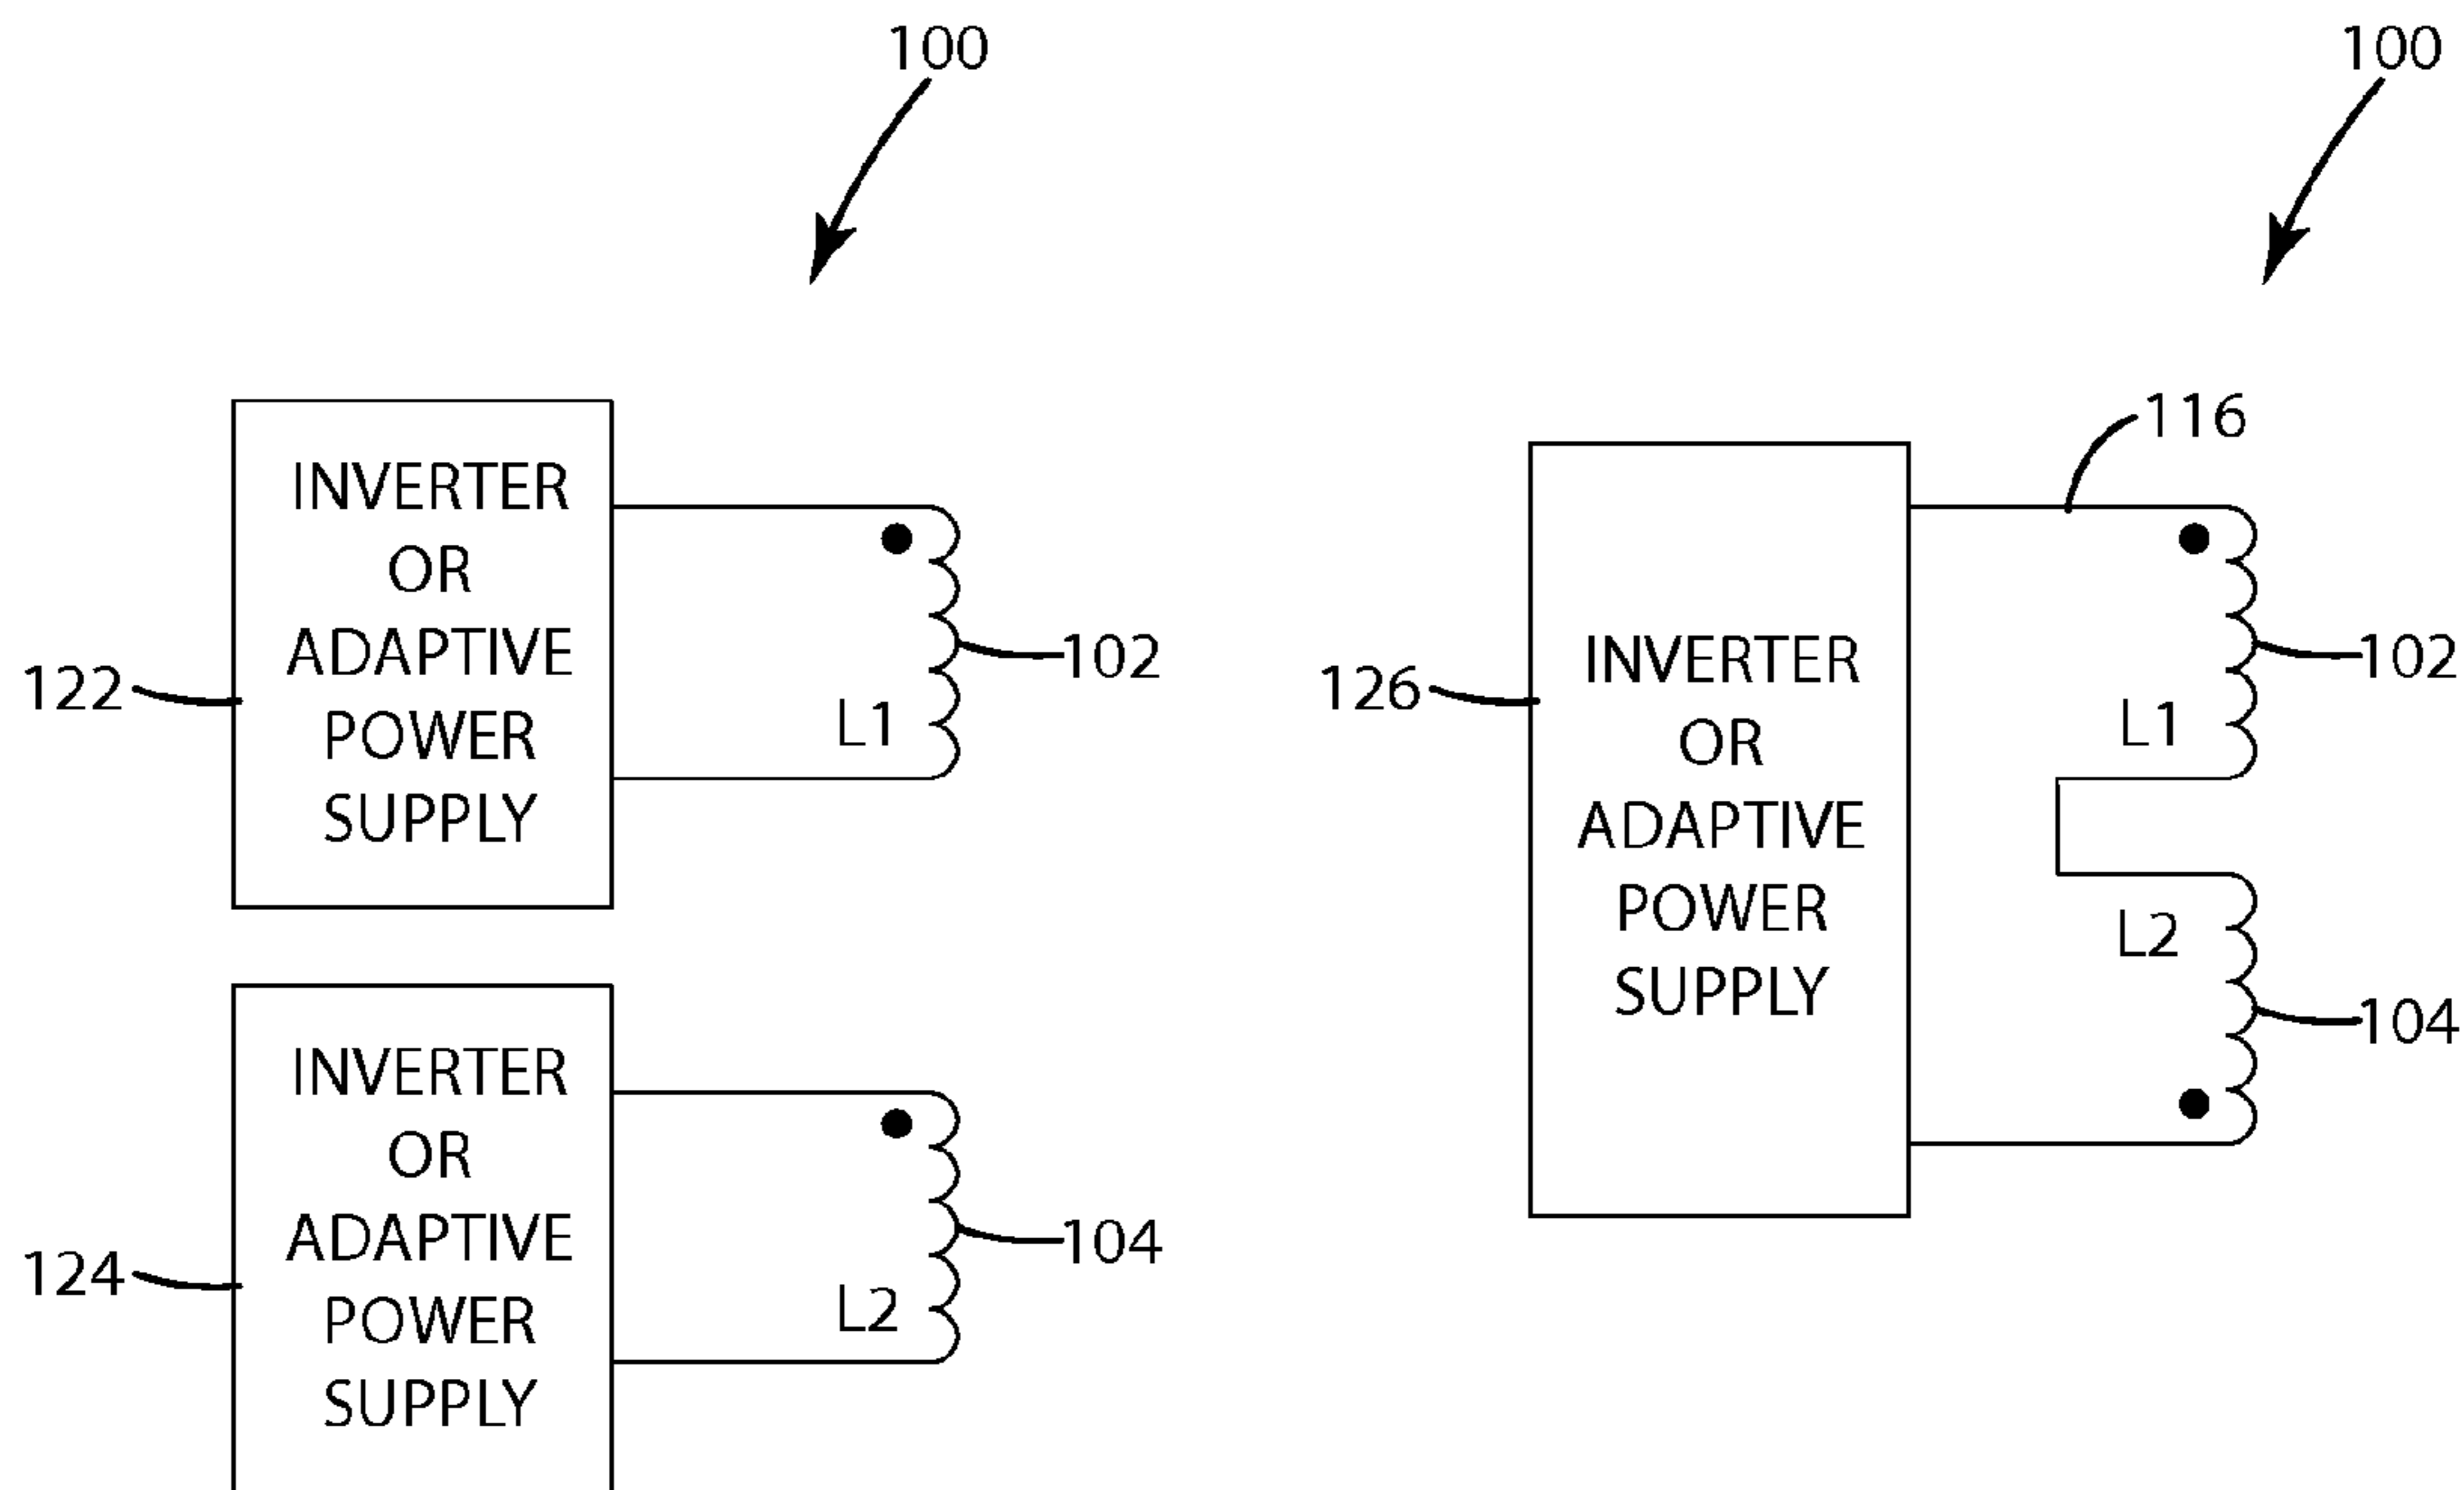 100
INVERTER
OR
ADAPTIVE
POWER
SUPPLY
122
102
L1
INVERTER
OR
ADAPTIVE
POWER
SUPPLY
124
104
L2
100
116
INVERTER
OR
ADAPTIVE
POWER
SUPPLY
126
102
L1
L2
104